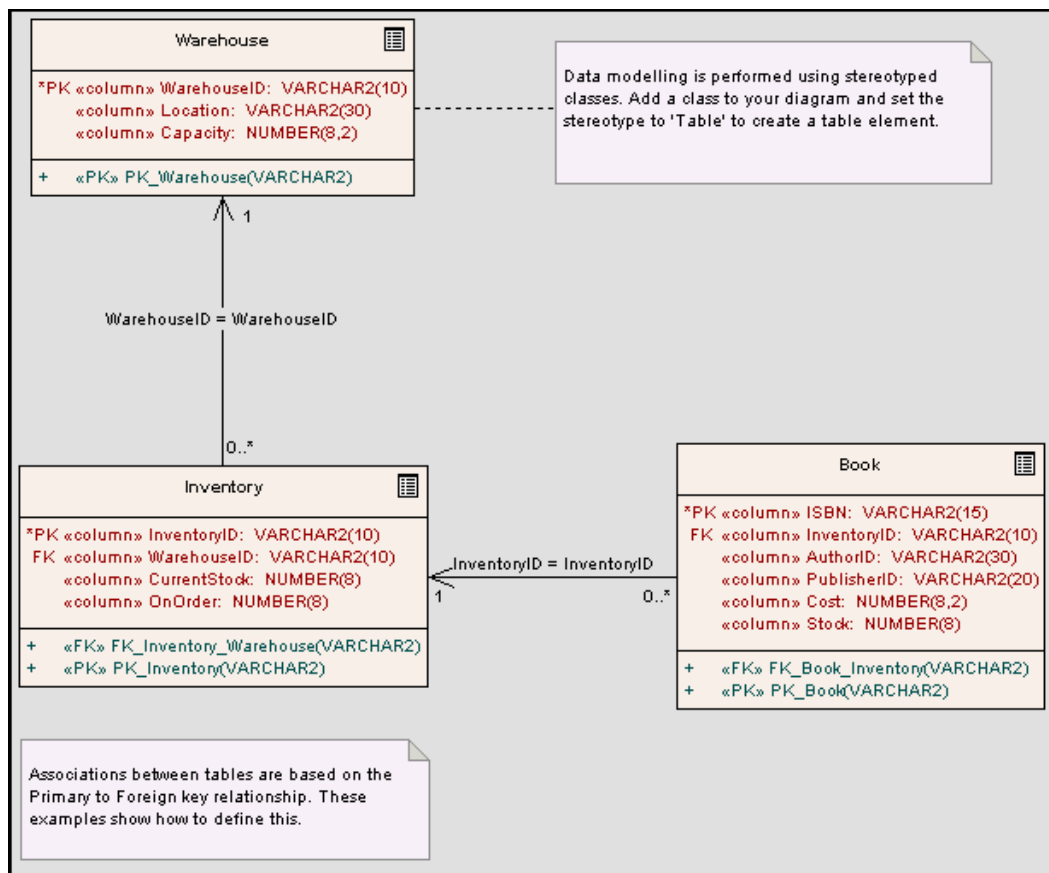 Warehouse
*PK «column» WarehouseID: VARCHAR2(10)
«column» Location: VARCHAR2(30)
«column» Capacity: NUMBER(8,2)
+ «PK» PK_Warehouse(VARCHAR2)
Data modelling is performed using stereotyped
classes. Add a class to your diagram and set the
stereotype to 'Table' to create a table element.
1
WarehouseID = WarehouseID
0..*
Inventory
*PK «column» InventoryID: VARCHAR2(10)
FK «column» WarehouseID: VARCHAR2(10)
«column» CurrentStock: NUMBER(8)
«column» OnOrder: NUMBER(8)
+ «FK» FK_Inventory_Warehouse(VARCHAR2)
+ «PK» PK_Inventory(VARCHAR2)
InventoryID = InventoryID
1
0..*
Book
*PK «column» ISBN: VARCHAR2(15)
FK «column» InventoryID: VARCHAR2(10)
«column» AuthorID: VARCHAR2(30)
«column» PublisherID: VARCHAR2(20)
«column» Cost: NUMBER(8,2)
«column» Stock: NUMBER(8)
+ «FK» FK_Book_Inventory(VARCHAR2)
+ «PK» PK_Book(VARCHAR2)
Associations between tables are based on the
Primary to Foreign key relationship. These
examples show how to define this.